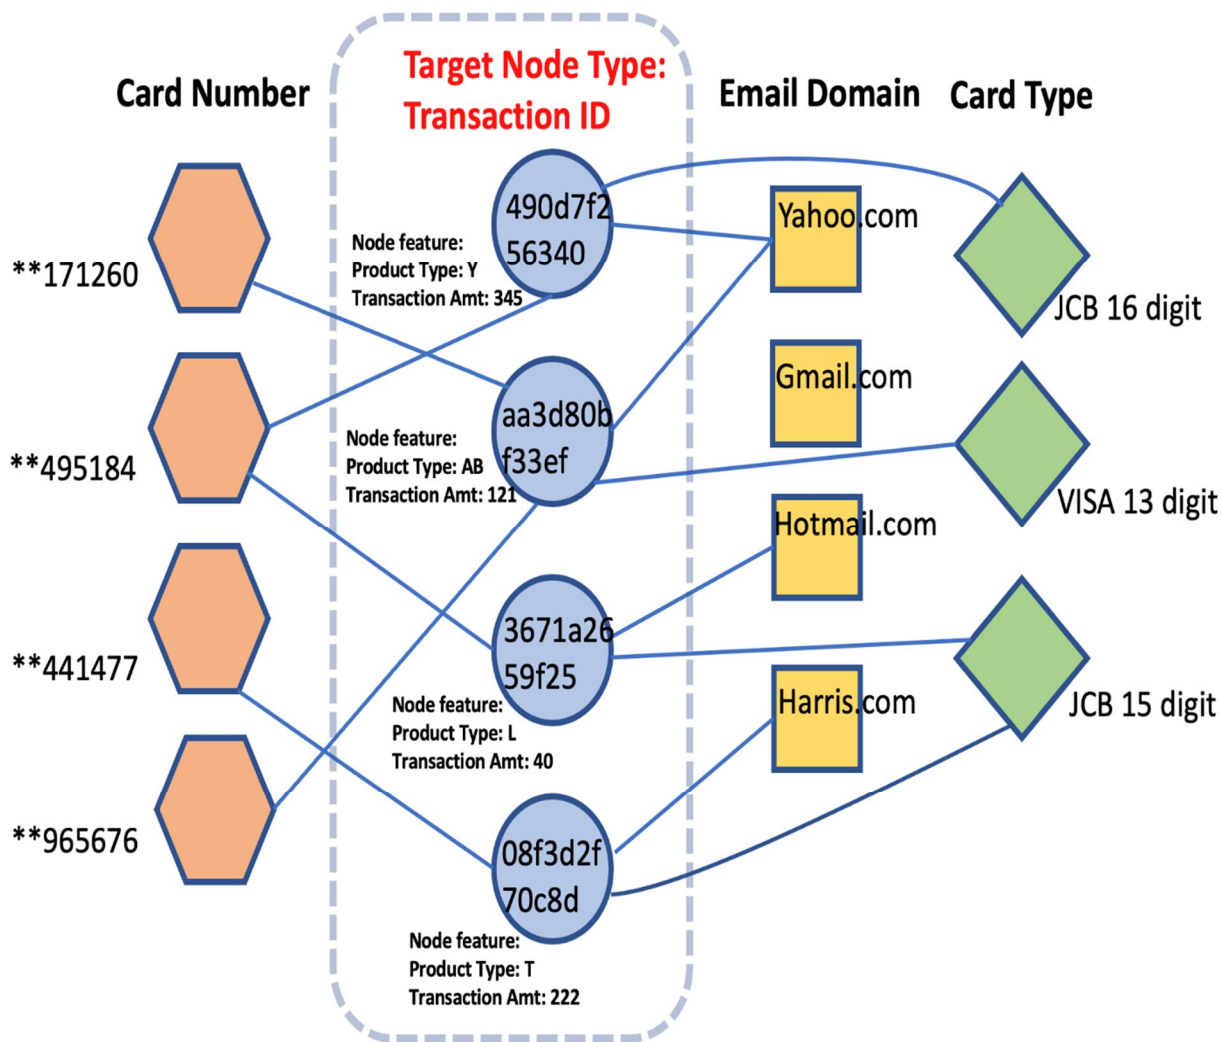 Card Number
Target Node Type:
Transaction ID
Email Domain
Card Type
**171260
**495184
**441477
**965676
490d7f2
56340
Node feature:
Product Type: Y
Transaction Amt: 345
aa3d80b
f33ef
Node feature:
Product Type: AB
Transaction Amt: 121
3671a26
59f25
Node feature:
Product Type: L
Transaction Amt: 40
08f3d2f
70c8d
Node feature:
Product Type: T
Transaction Amt: 222
Yahoo.com
Gmail.com
Hotmail.com
Harris.com
JCB 16 digit
VISA 13 digit
JCB 15 digit